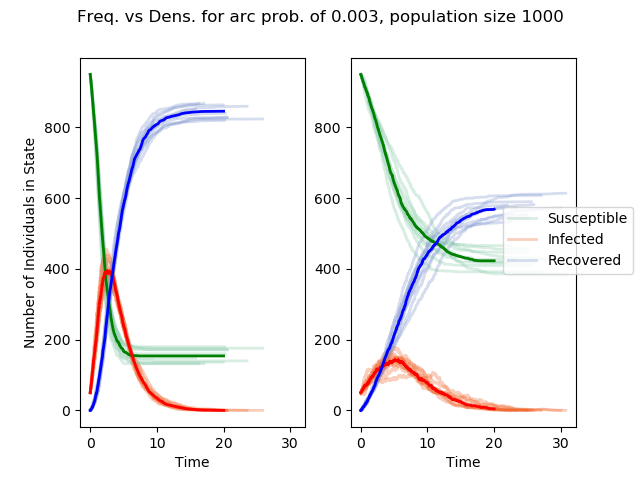 Freq. vs Dens. for arc prob. of 0.003, population size 1000
Number of Individuals in State
800
600
400
200
0
0
10
20
30
Time
800
600
400
200
0
0
10
20
30
Time
Susceptible
Infected
Recovered